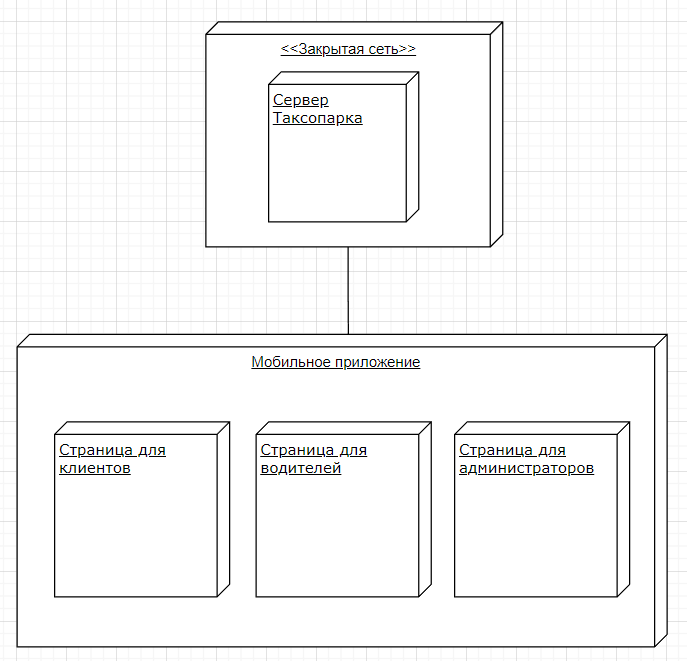 <<Закрытая сеть>>
Сервер
Таксопарка
Мобильное приложение
Страница для
клиентов
Страница для
водителей
Страница для
администраторов